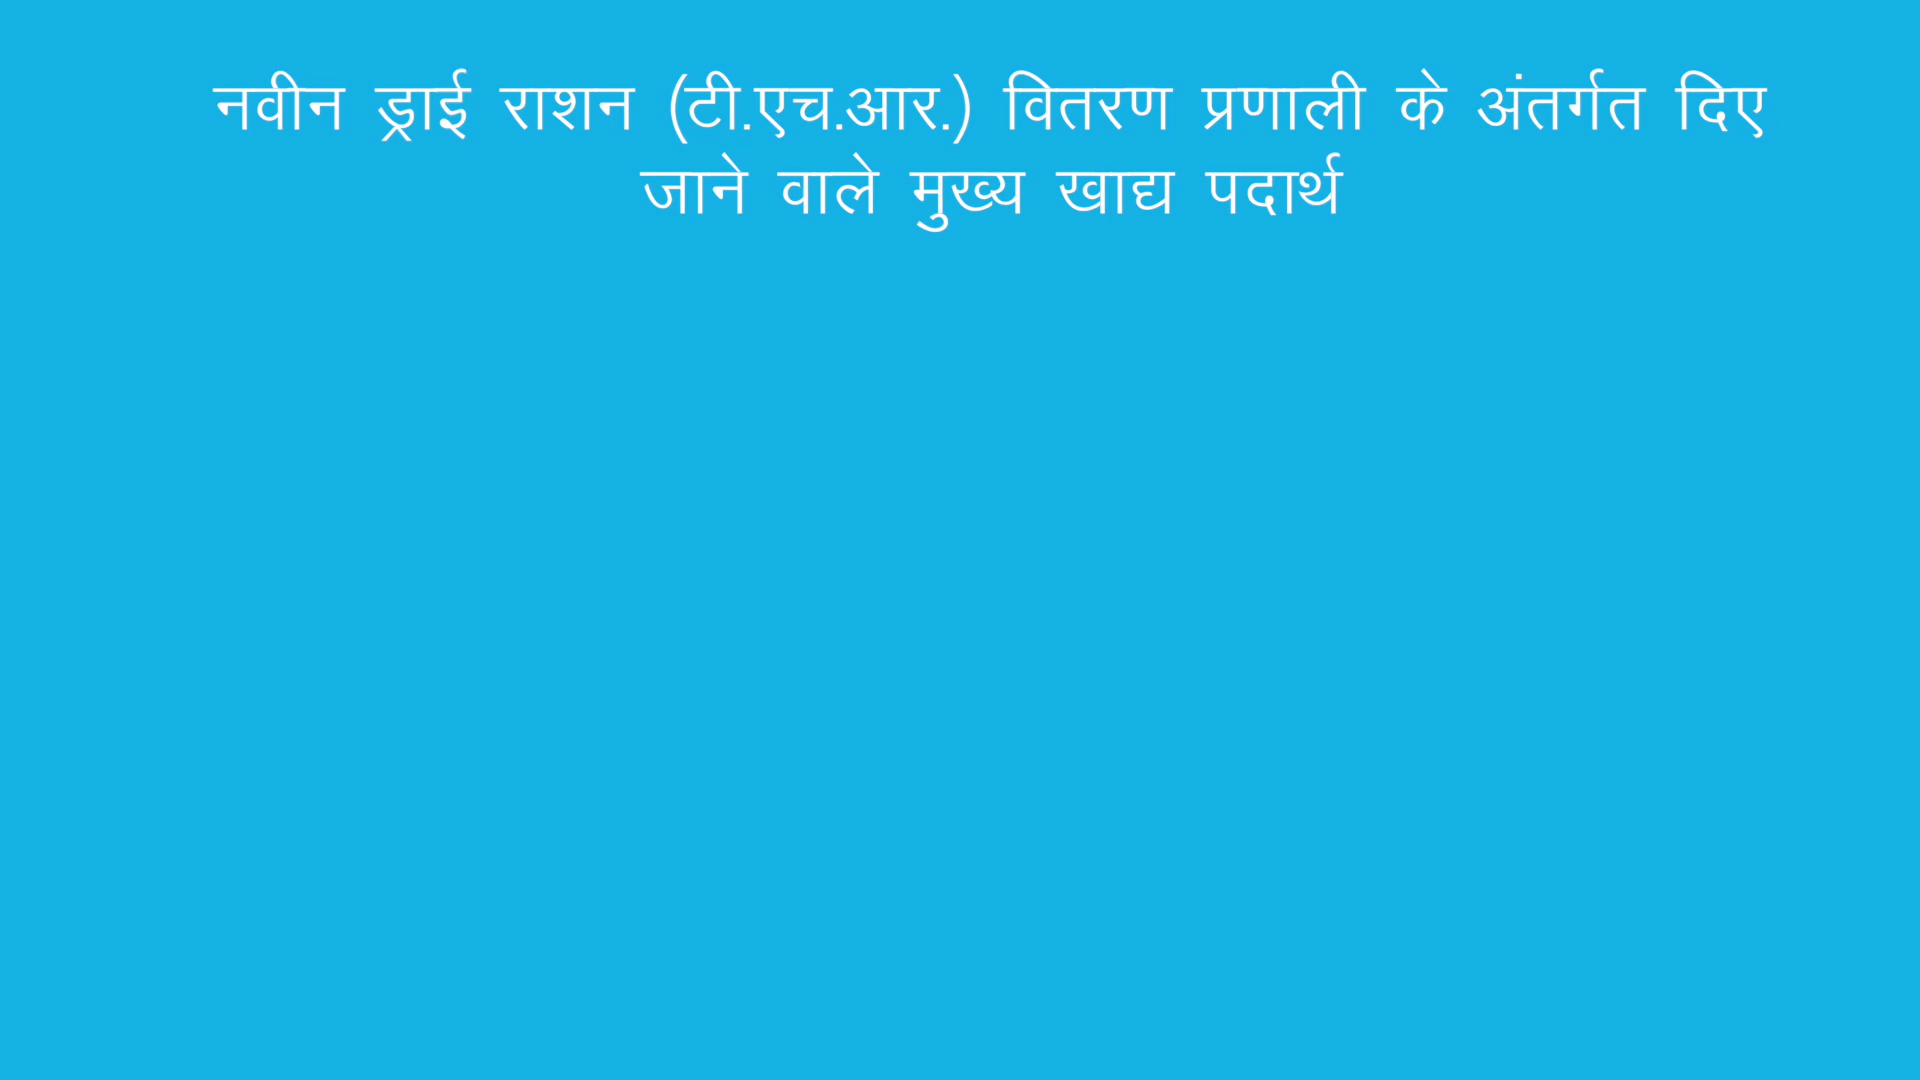 नवीन ड्राई राशन (टी.एच.आर.) वितरण प्रणाली के अंतर्गत दिए
जाने वाले मुख्य खाद्य पदार्थ